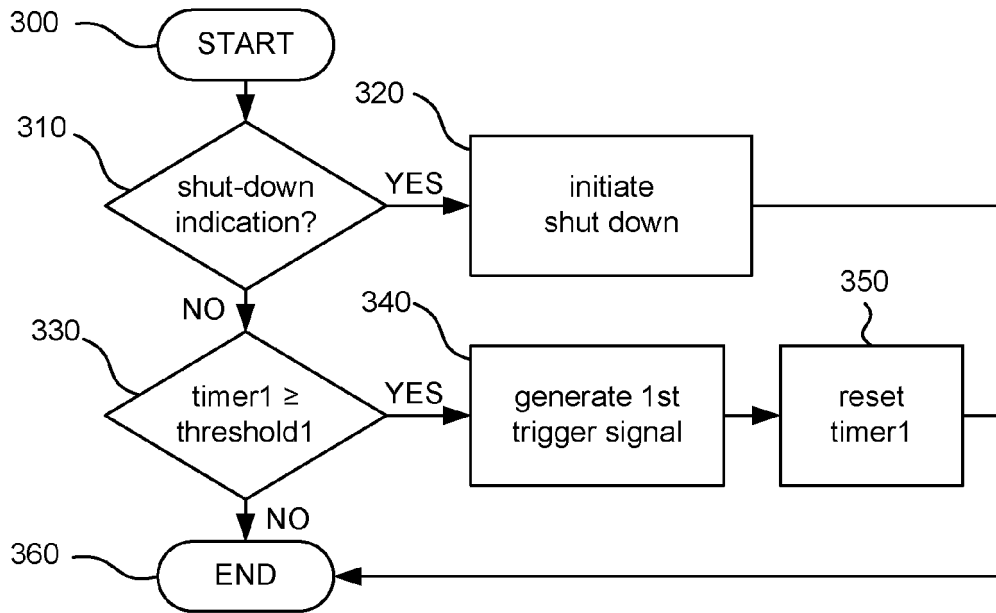 300
START
310
shut-down
indication?
YES
320
initiate
shut down
NO
330
timer1 ≥
threshold1
YES
340
generate 1st
trigger signal
350
reset
timer1
NO
360
END